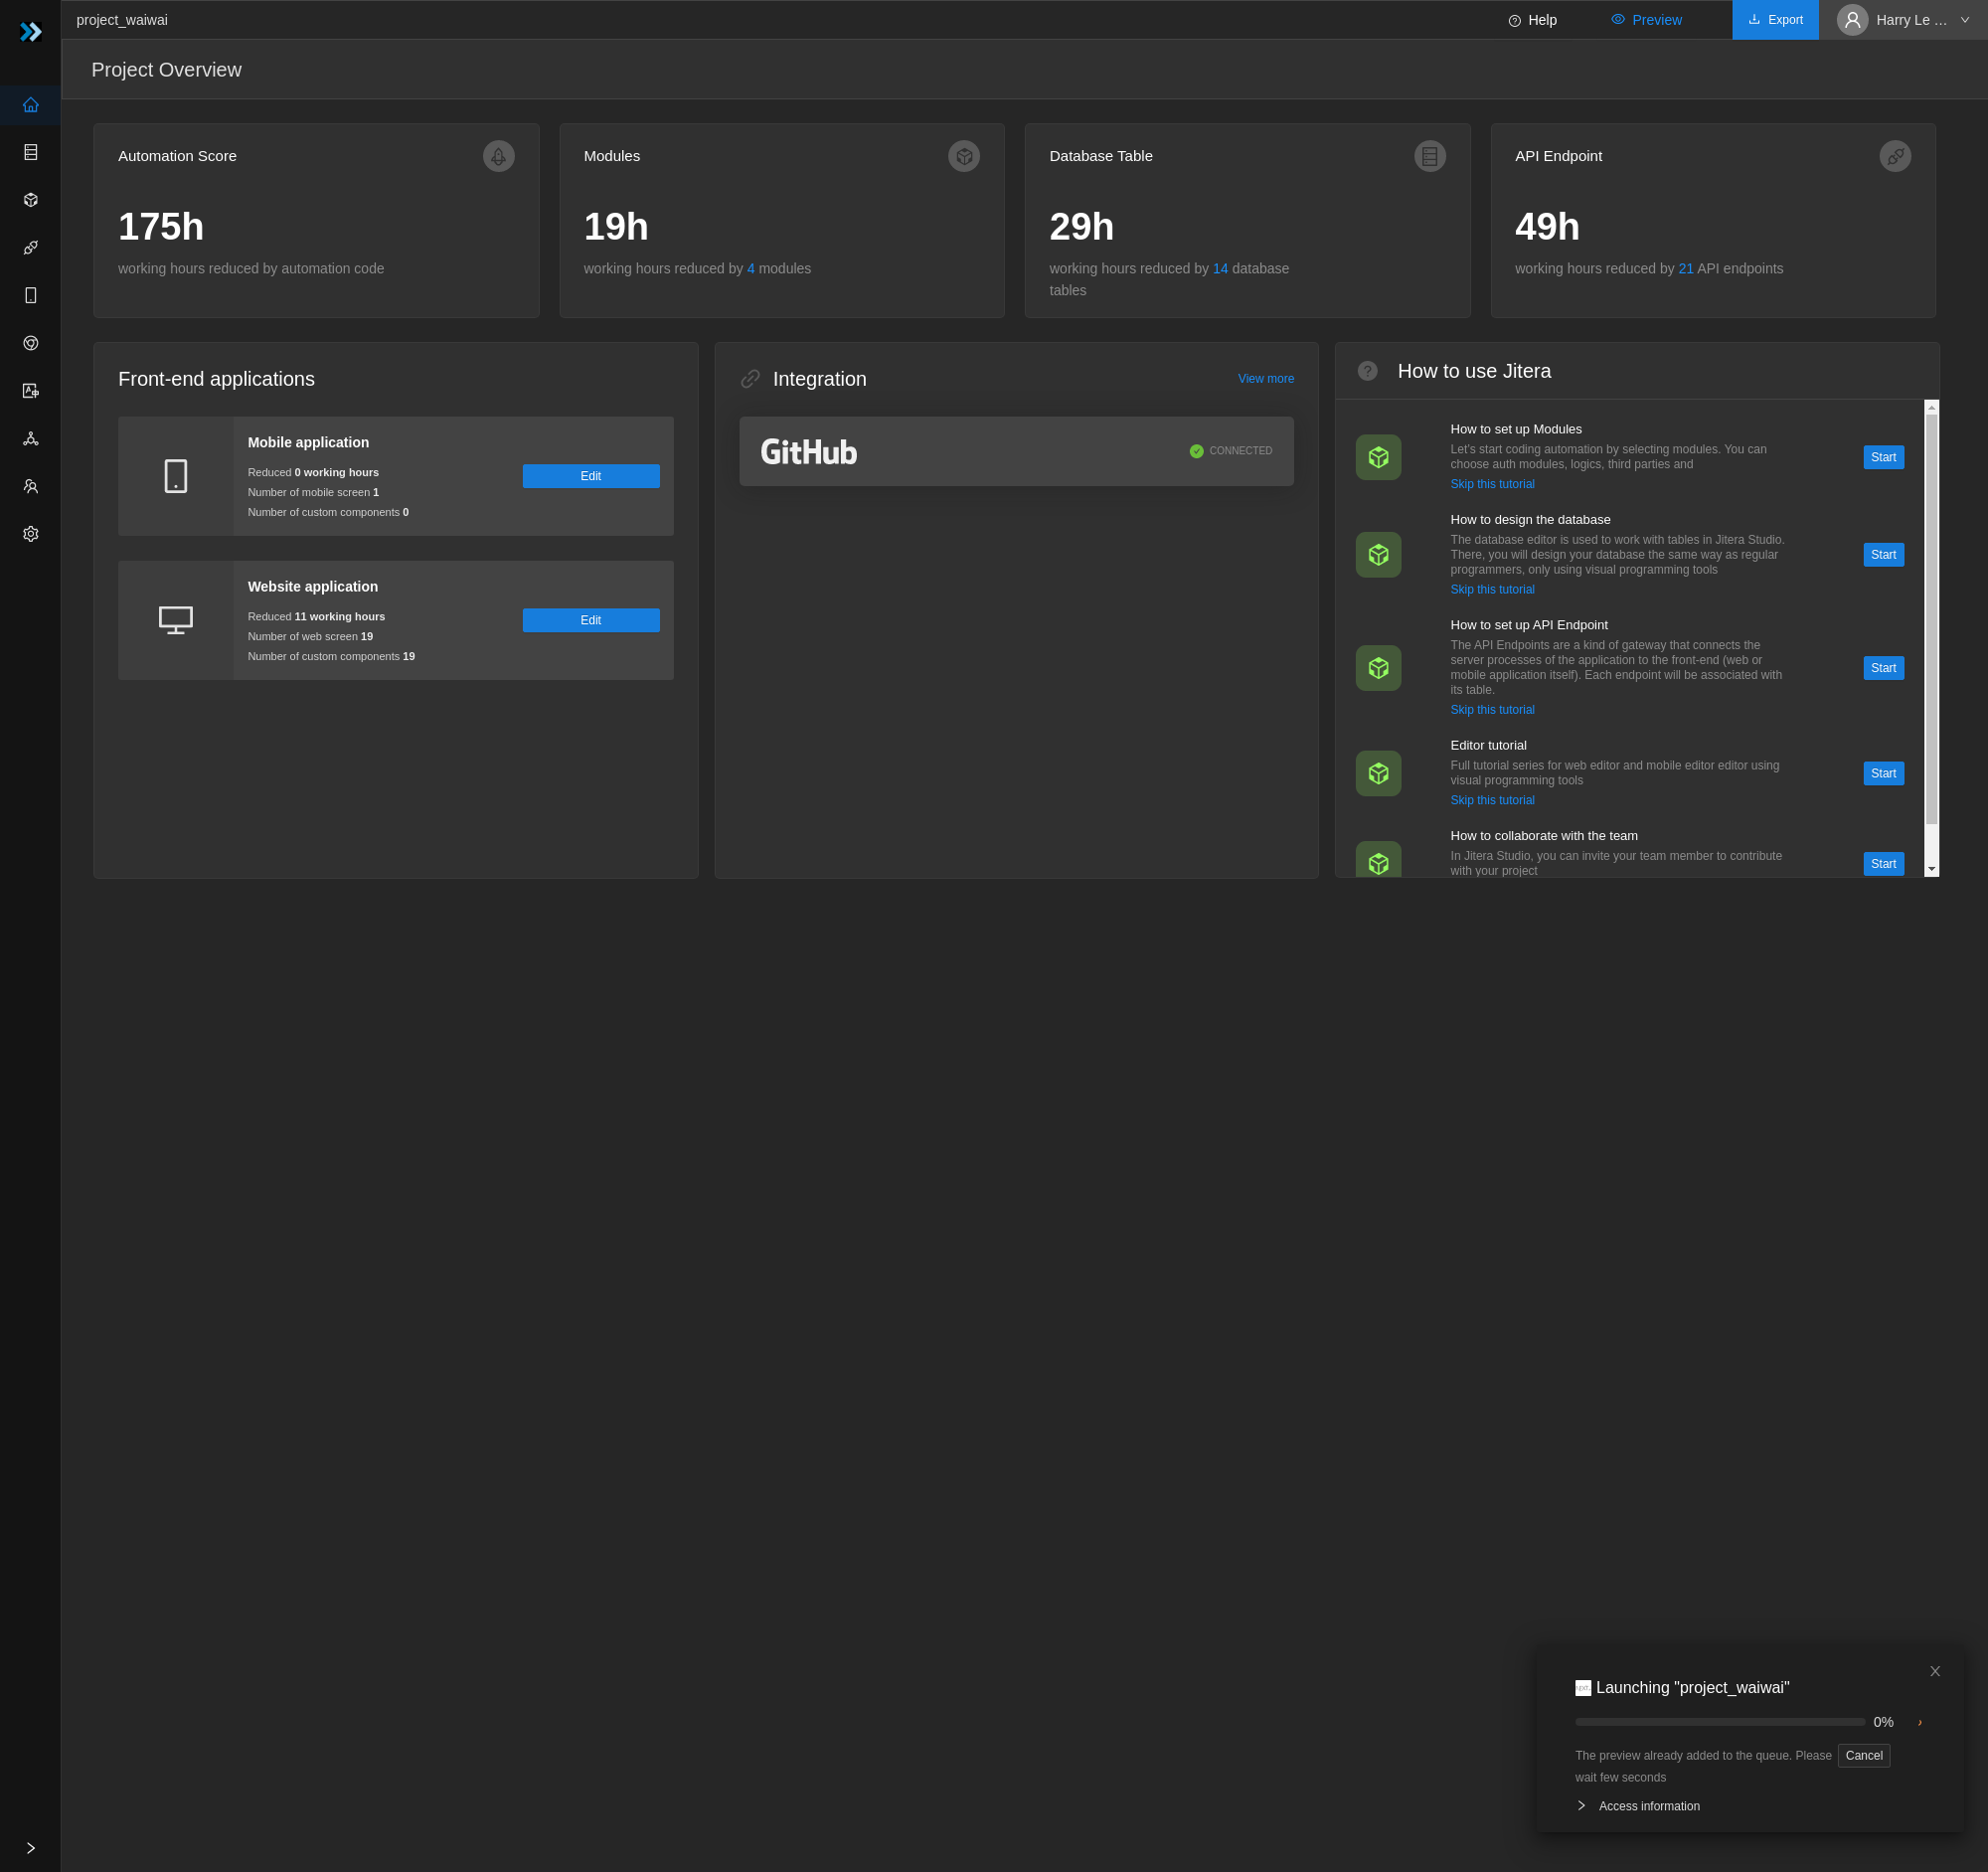 project_waiwai
Help
Preview
Export
Harry Le ...
Project Overview
Automation Score
175h
working hours reduced by automation code
Modules
19h
working hours reduced by 4 modules
Database Table
29h
working hours reduced by 14 database
tables
API Endpoint
49h
working hours reduced by 21 API endpoints
Front-end applications
Mobile application
Reduced 0 working hours
Number of mobile screen 1
Number of custom components 0
Edit
Website application
Reduced 11 working hours
Number of web screen 19
Number of custom components 19
Edit
Integration
View more
GitHub
CONNECTED
How to use Jitera
How to set up Modules
Let's start coding automation by selecting modules. You can
choose auth modules, logics, third parties and
Skip this tutorial
Start
How to design the database
The database editor is used to work with tables in Jitera Studio.
There, you will design your database the same way as regular
programmers, only using visual programming tools
Skip this tutorial
Start
How to set up API Endpoint
The API Endpoints are a kind of gateway that connects the
server processes of the application to the front-end (web or
mobile application itself). Each endpoint will be associated with
its table.
Skip this tutorial
Start
Editor tutorial
Full tutorial series for web editor and mobile editor editor using
visual programming tools
Skip this tutorial
Start
How to collaborate with the team
In Jitera Studio, you can invite your team member to contribute
with your project
Start
Launching "project_waiwai"
0%
The preview already added to the queue. Please
wait few seconds
Cancel
Access information